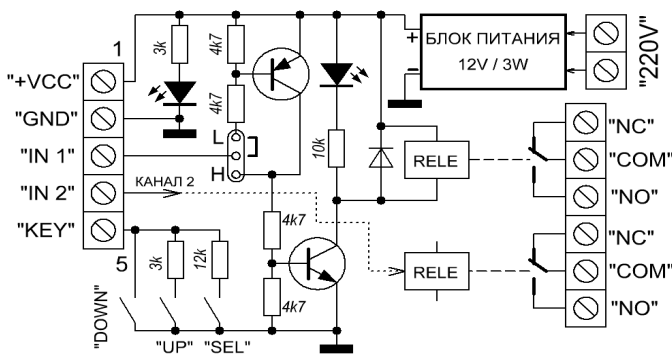 1
"+VCC"
"GND"
"IN 1"
"IN 2"
"KEY"
5
3k
4k7
4k7
L
H
КАНАЛ 2
10k
4k7
4k7
3k
12k
"DOWN"
"UP"
"SEL"
+
-
БЛОК ПИТАНИЯ
12V / 3W
"220V"
RELE
RELE
"NC"
"COM"
"NO"
"NC"
"COM"
"NO"